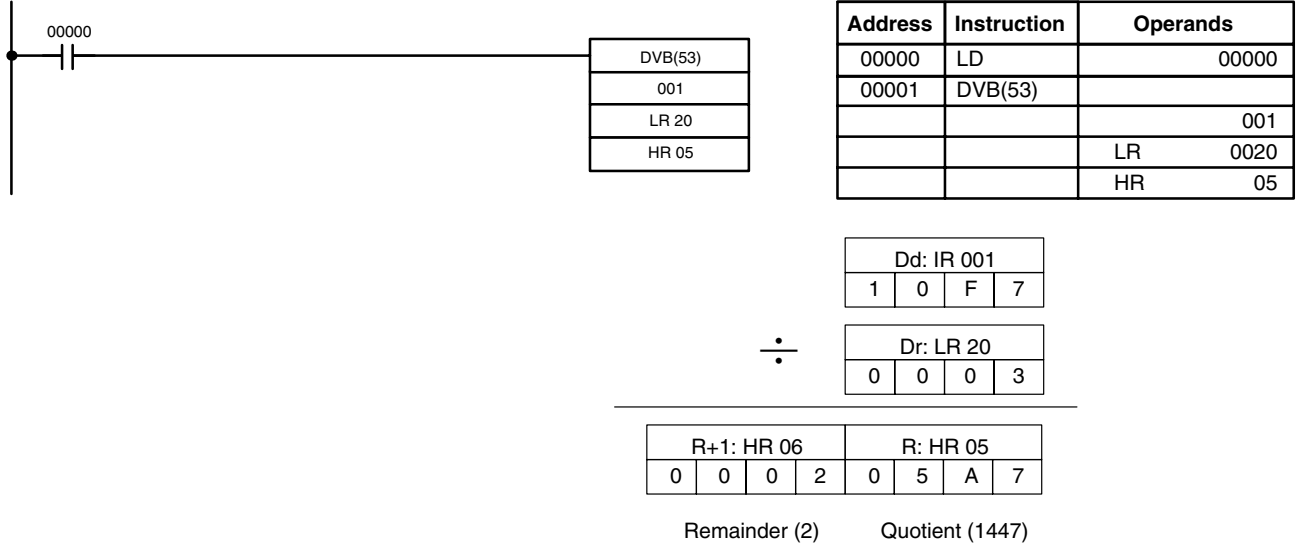 00000
DVB(53)
001
LR 20
HR 05
Address Instruction Operands
00000 LD 00000
00001 DVB(53)
001
LR 0020
HR 05
Dd: IR 001
1 0 F 7
÷
Dr: LR 20
0 0 0 3
R+1: HR 06 R: HR 05
0 0 0 2 0 5 A 7
Remainder (2) Quotient (1447)